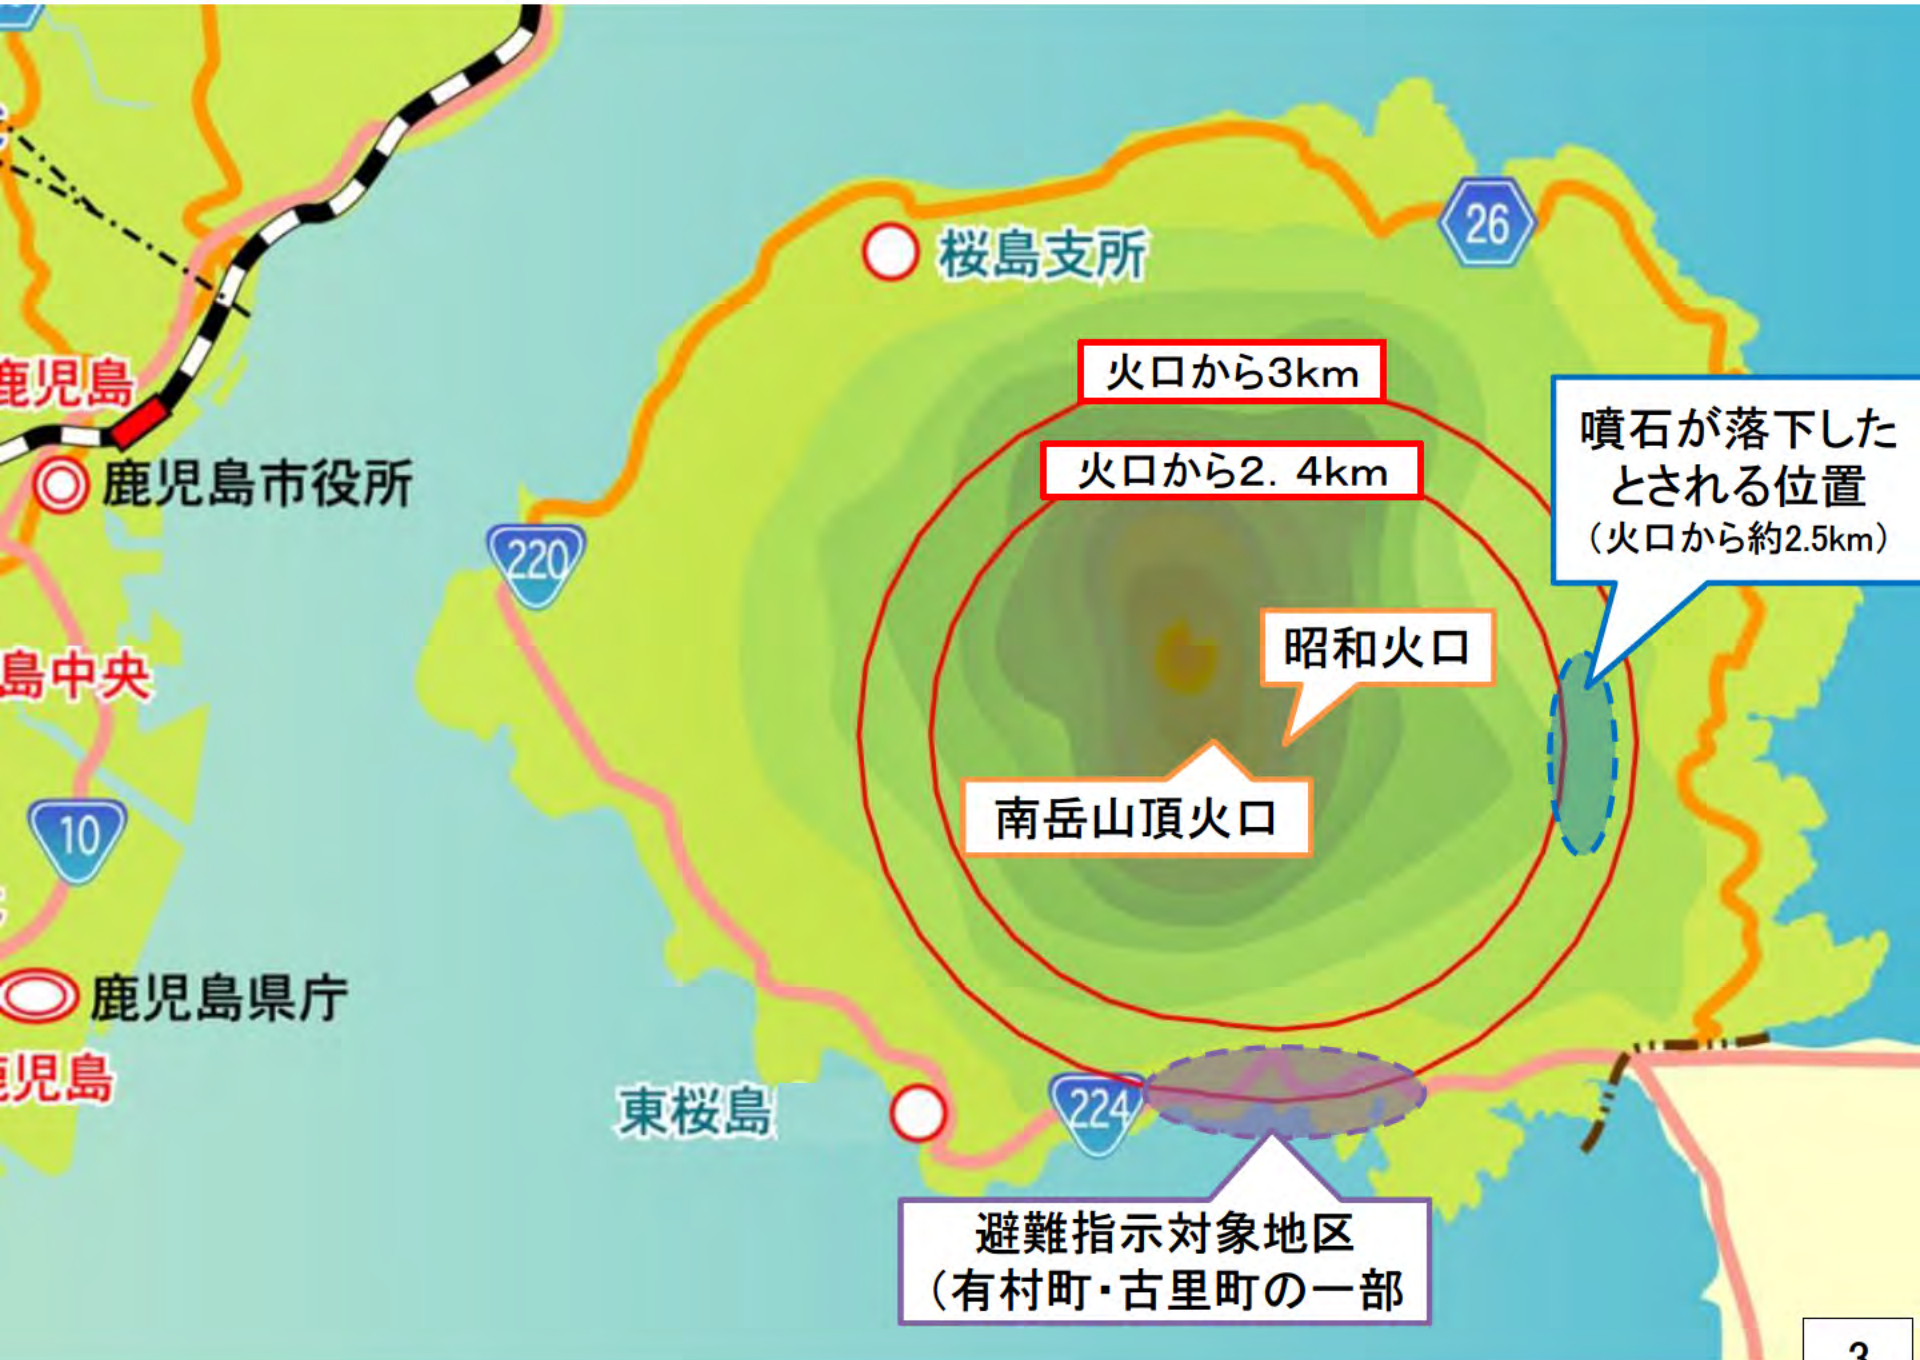 桜島支所
26
火口から3km
火口から2．4km
噴石が落下した
とされる位置
（火口から約2.5km）
鹿児島
鹿児島市役所
220
昭和火口
島中央
南岳山頂火口
10
鹿児島県庁
児島
東桜島
224
避難指示対象地区
（有村町・古里町の一部
3